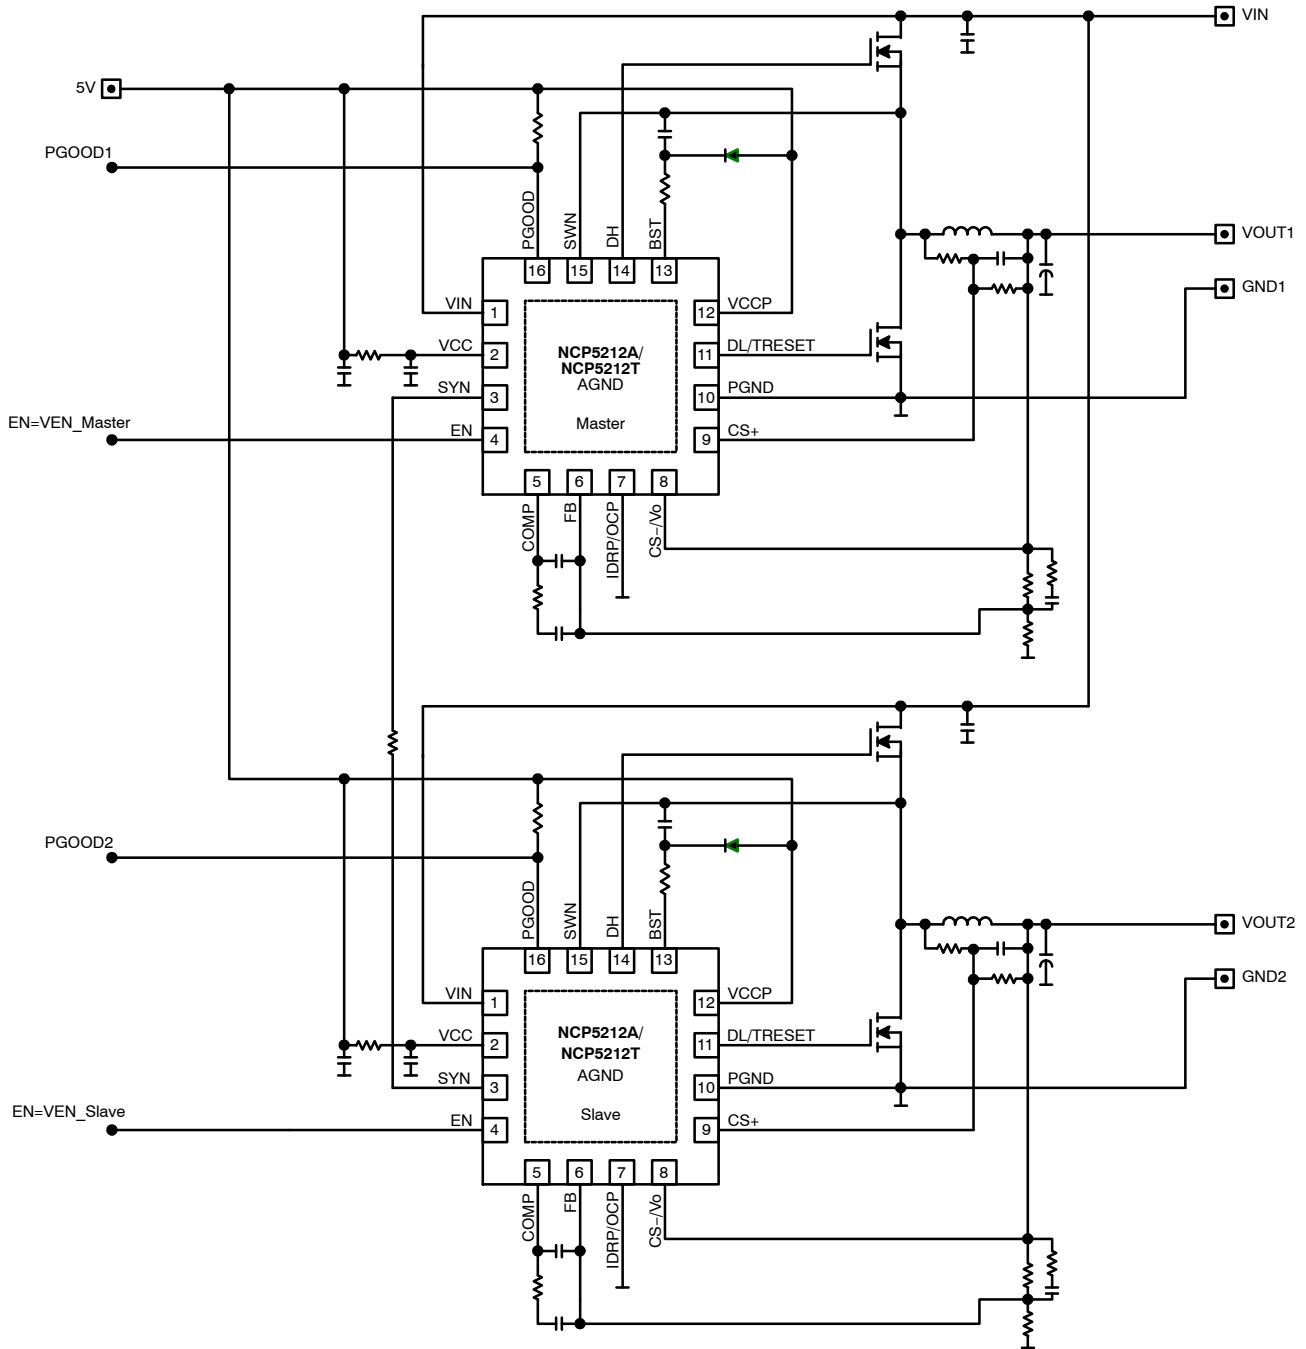 VIN
5V
PGOOD1
PGOOD
SWN
DH
BST
16
15
14
13
VOUT1
GND1
VIN
1
12
VCCP
VCC
2
11
DL/TRESET
SYN
3
10
PGND
EN
4
9
CS+
NCP5212A/
NCP5212T
AGND
Master
EN=VEN_Master
5
6
7
8
COMP
FB
IDRP/OCP
CS−/Vo
PGOOD2
PGOOD
SWN
DH
BST
16
15
14
13
VOUT2
GND2
VIN
1
12
VCCP
VCC
2
11
DL/TRESET
SYN
3
10
PGND
EN
4
9
CS+
NCP5212A/
NCP5212T
AGND
Slave
EN=VEN_Slave
5
6
7
8
COMP
FB
IDRP/OCP
CS−/Vo